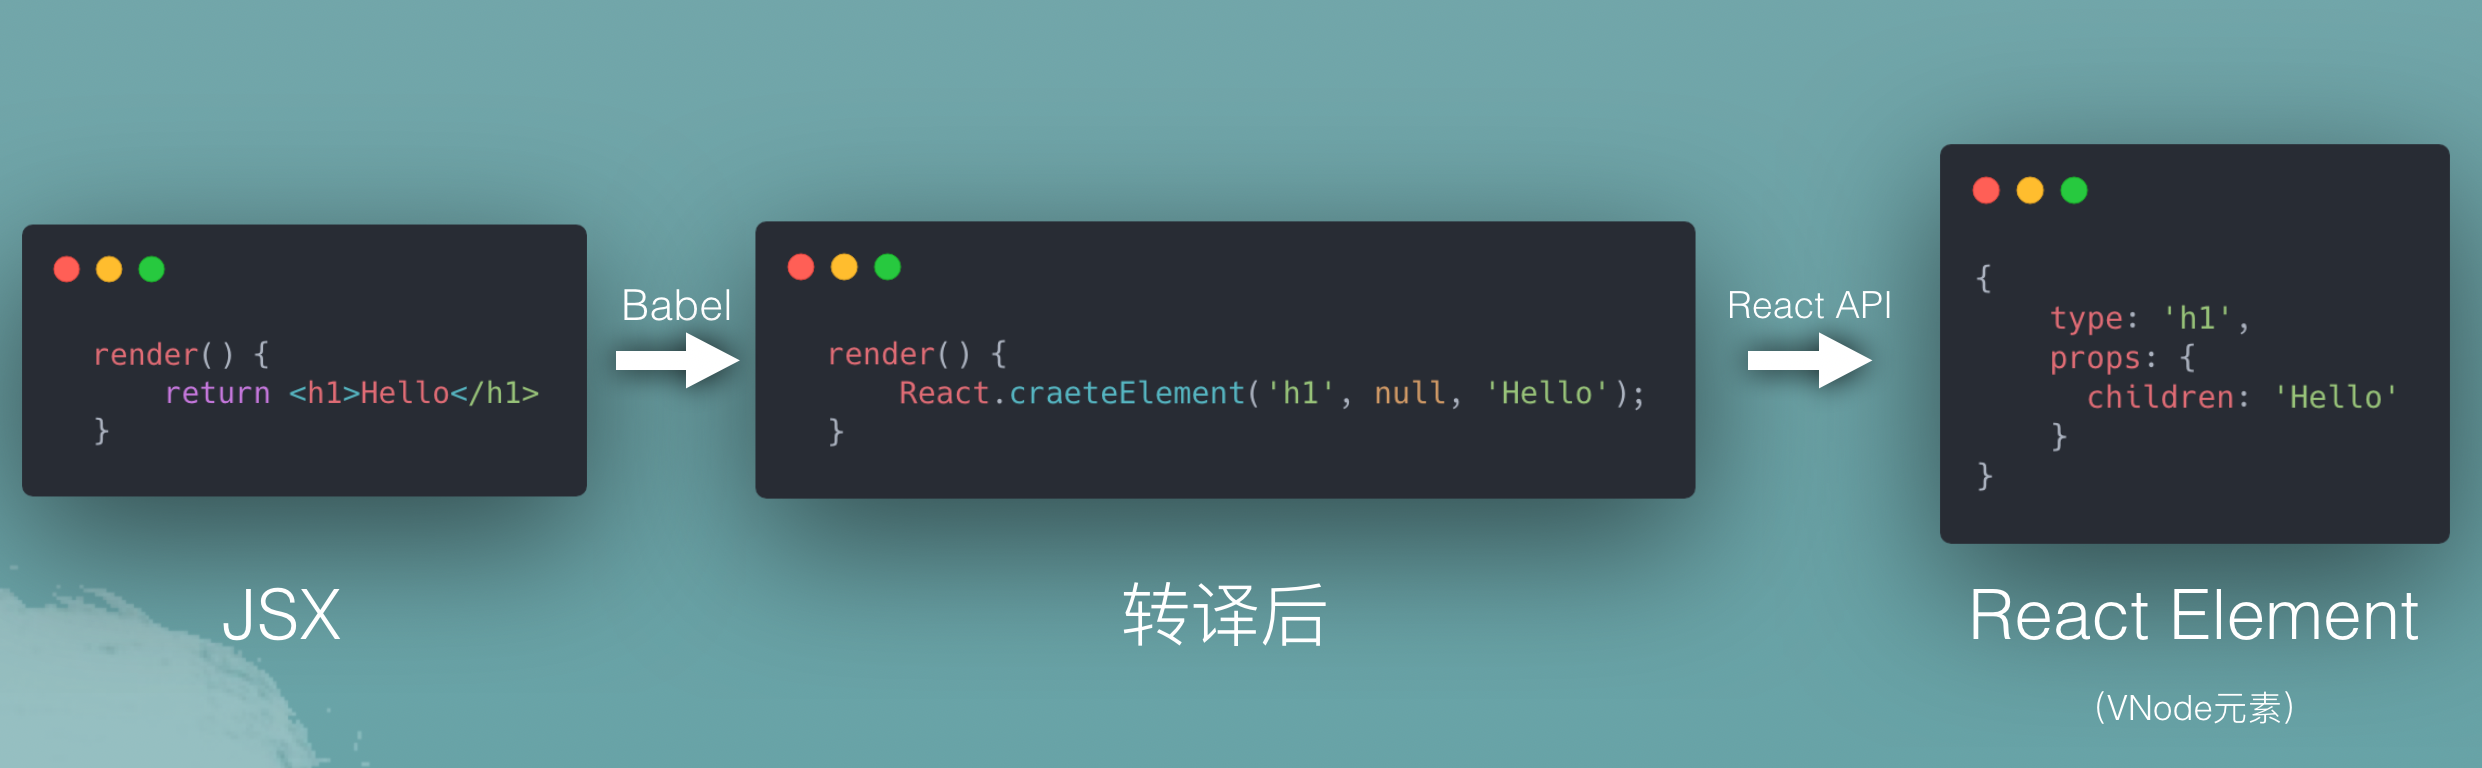 render() {
return <h1>Hello</h1>
}
JSX
Babel
render() {
React.craeteElement('h1', null, 'Hello');
}
转译后
React API
{
type: 'h1',
props: {
children: 'Hello'
}
}
React Element
(VNode元素)